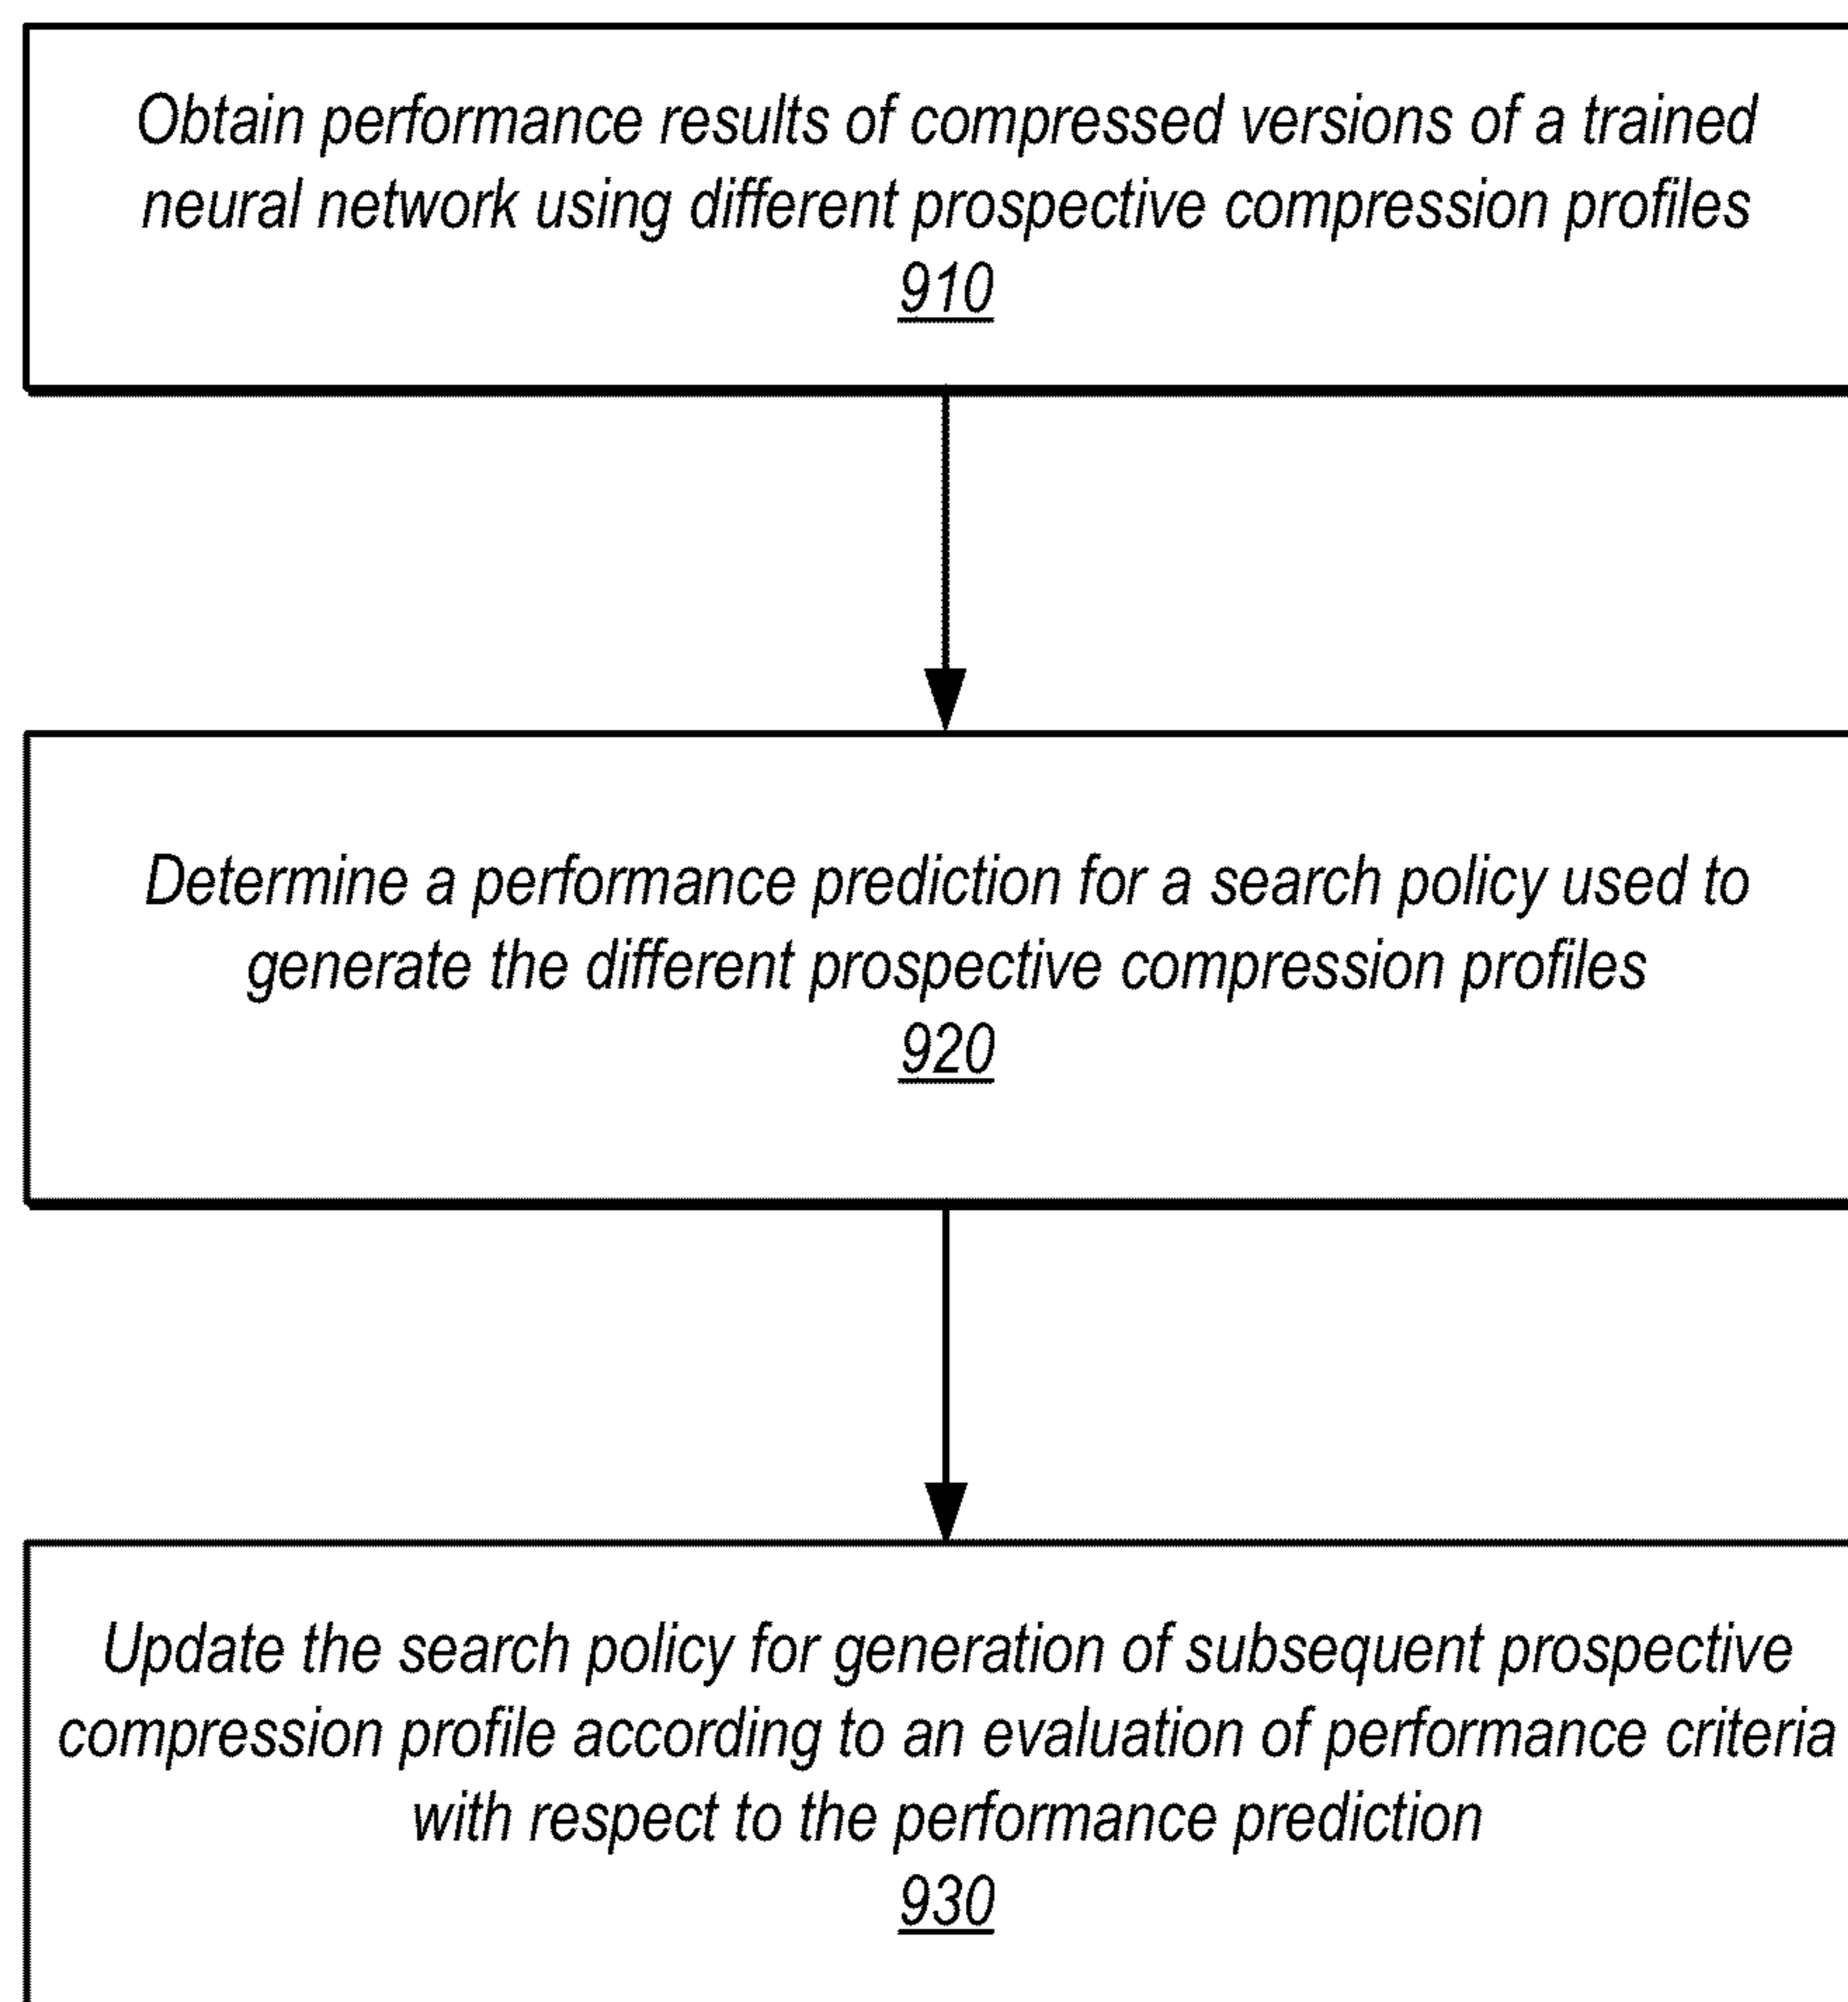 Obtain performance results of compressed versions of a trained
neural network using different prospective compression profiles
910
Determine a performance prediction for a search policy used to
generate the different prospective compression profiles
920
Update the search policy for generation of subsequent prospective
compression profile according to an evaluation of performance criteria
with respect to the performance prediction
930